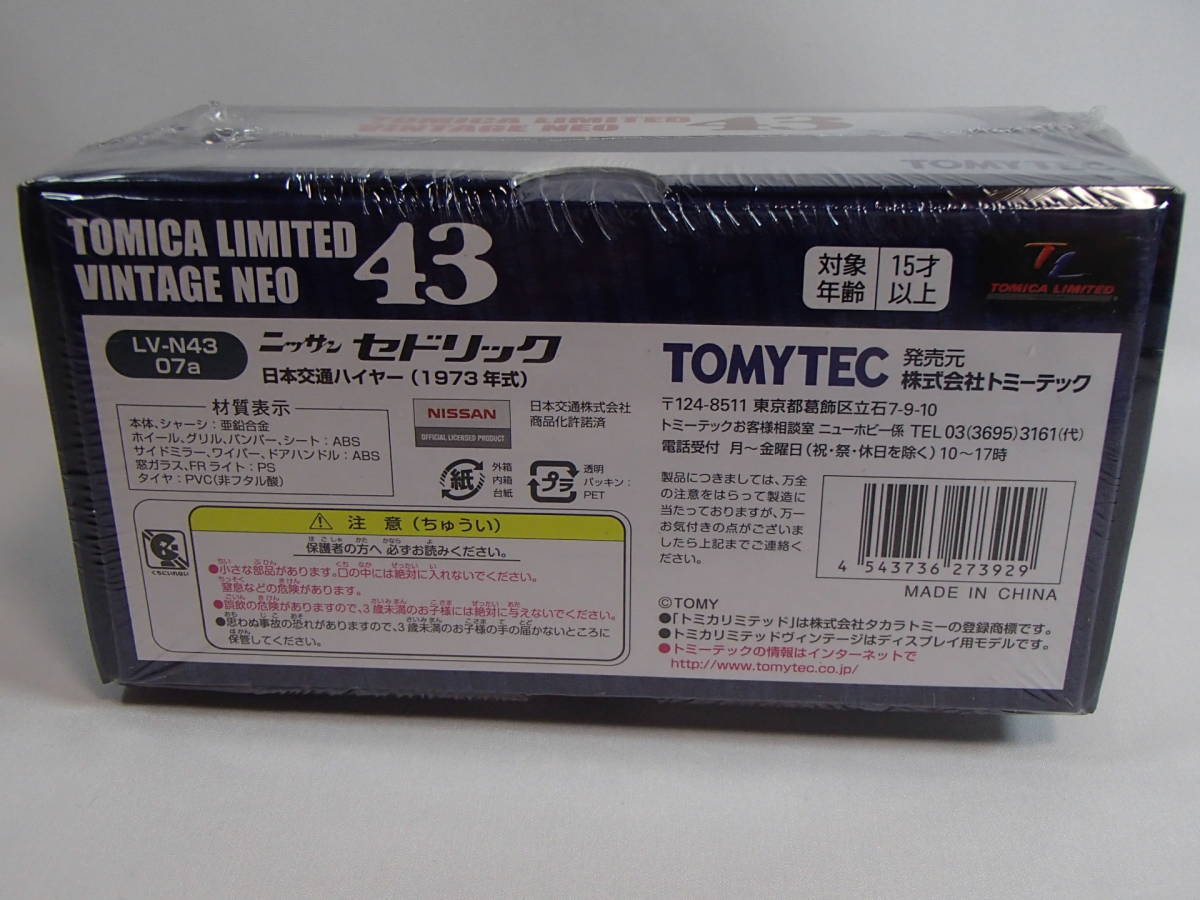 TOMICA LIMITED
VINTAGE NEO 43
TOMYTEC
TOMICA LIMITED
VINTAGE NEO 43
対象
年齢
15才
以上
TOMICA LIMITED
LV-N43
07a
ニッサン セドリック
日本交通ハイヤー(1973年式)
材質表示
本体、シャーシ:亜鉛合金
ホイール、グリル、バンパー、シート:ABS
サイドミラー、ワイパー、ドアハンドル:ABS
窓ガラス、FRライト:PS
タイヤ:PVC(非フタル酸)
NISSAN
OFFICIAL LICENSED PRODUCT
日本交通株式会社
商品化許諾済
紙
外箱
内箱
台紙
プラ
透明
パッキン:
PET
注意(ちゅうい)
保護者の方へ 必ずお読みください。
くちにいれない
●小さな部品があります。口の中には絶対に入れないでください。
窒息などの危険があります。
●誤飲の危険がありますので、3歳未満のお子様には絶対に与えないでください。
●思わぬ事故の恐れがありますので、3歳未満のお子様の手の届かないところに
保管してください。
TOMYTEC
発売元
株式会社トミーテック
〒124-8511 東京都葛飾区立石7-9-10
トミーテックお客様相談室 ニューホビー係 TEL 03(3695)3161(代)
電話受付 月〜金曜日(祝・祭・休日を除く)10〜17時
製品につきましては、万全
の注意をはらって製造に
当たっておりますが、万一
お気付きの点がございま
したら上記までご連絡く
ださい。
4 543736 273929
MADE IN CHINA
©TOMY
●「トミカリミテッド」は株式会社タカラトミーの登録商標です。
●トミカリミテッドヴィンテージはディスプレイ用モデルです。
●トミーテックの情報はインターネットで
http://www.tomytec.co.jp/